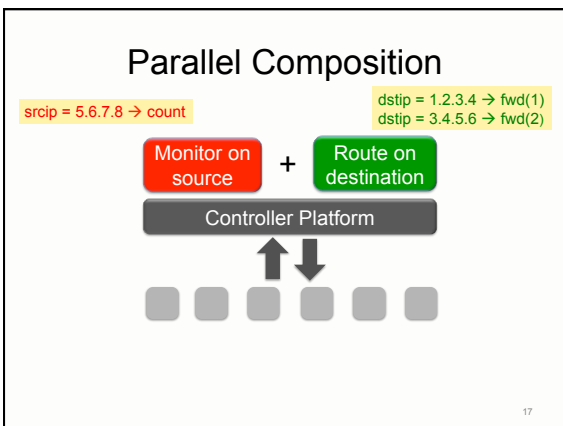 Parallel Composition
srcip = 5.6.7.8 → count
dstip = 1.2.3.4 → fwd(1)
dstip = 3.4.5.6 → fwd(2)
Monitor on
source
+
Route on
destination
Controller Platform
17